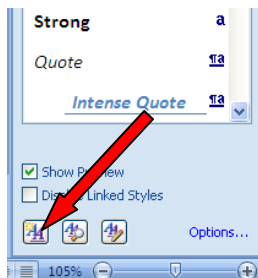 Strong a
Quote ¶a
Intense Quote ¶a
Show Preview
Linked Styles
Options...
105%